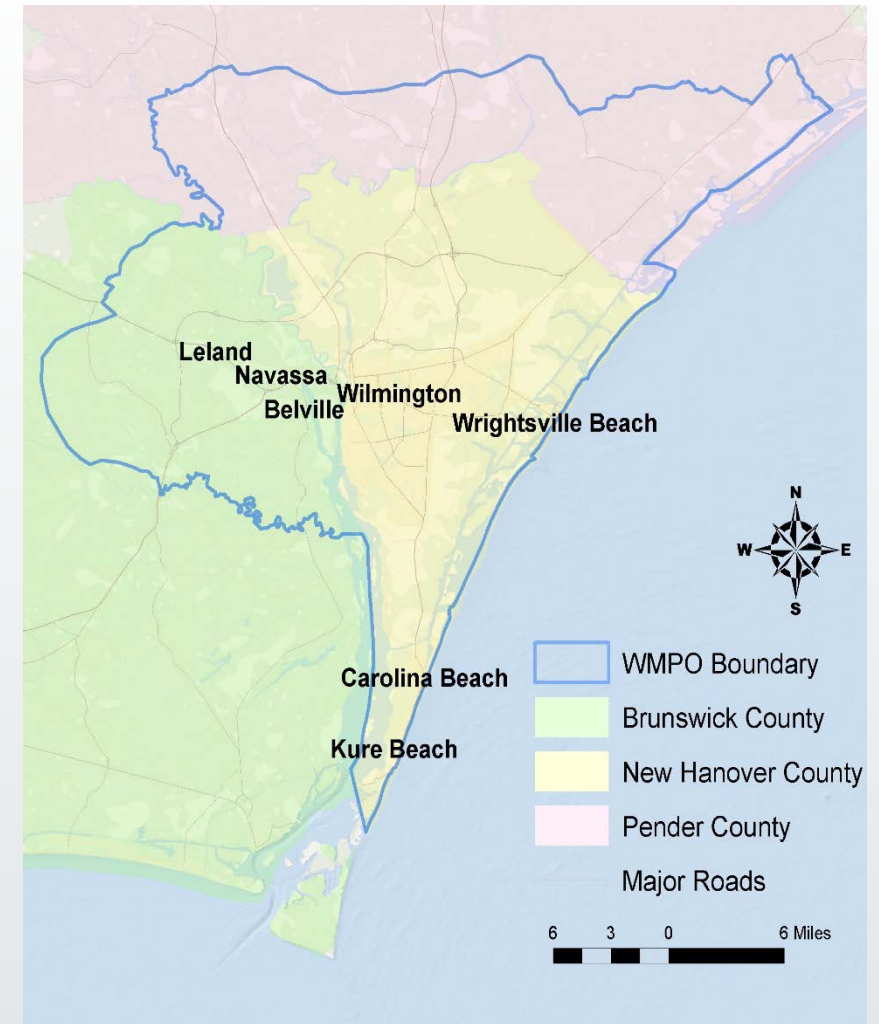 Leland
Navassa
Belville
Wilmington
Wrightsville Beach
N
W E
S
Carolina Beach
Kure Beach
WMPO Boundary
Brunswick County
New Hanover County
Pender County
Major Roads
6 3 0 6 Miles